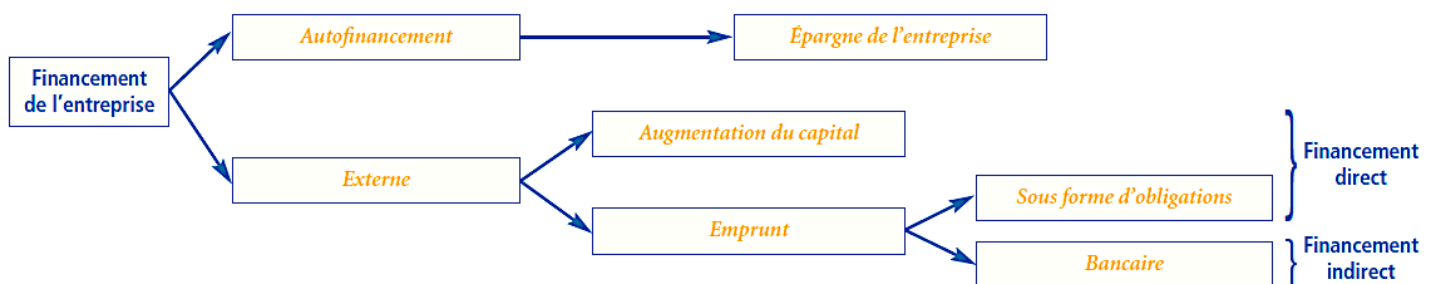 Autofinancement
Épargne de l'entreprise
Financement
de l'entreprise
Augmentation du capital
Externe
Financement
direct
Sous forme d'obligations
Emprunt
Financement
indirect
Bancaire